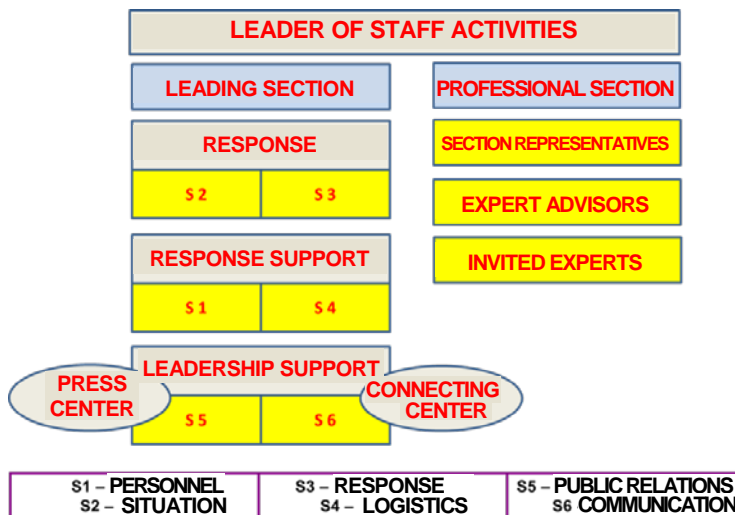 LEADER OF STAFF ACTIVITIES
LEADING SECTION
PROFESSIONAL SECTION
RESPONSE
S 2
S 3
SECTION REPRESENTATIVES
EXPERT ADVISORS
INVITED EXPERTS
RESPONSE SUPPORT
S 1
S 4
LEADERSHIP SUPPORT
PRESS
CENTER
CONNECTING
CENTER
S 5
S 6
S1 – PERSONNEL
S2 – SITUATION
S3 – RESPONSE
S4 – LOGISTICS
S5 – PUBLIC RELATIONS
S6 COMMUNICATION